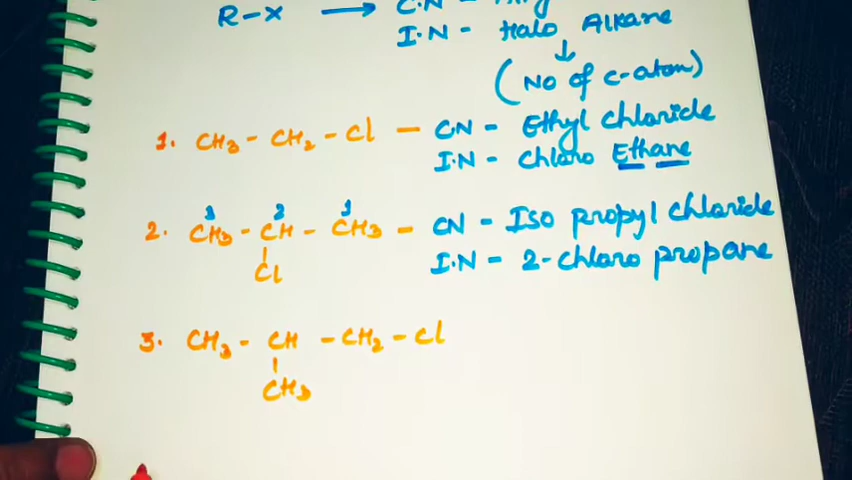 R-X → C.N -
I.N - Halo Alkane
↓
(No of C-atom)
1. CH₃ - CH₂ - Cl - CN - Ethyl chloride
I.N - Chloro Ethane
3 2 1
2. CH₃ - CH - CH₃ - CN - Iso propyl chloride
Cl I.N - 2-chloro propane
3. CH₃ - CH - CH₂ - Cl
CH₃